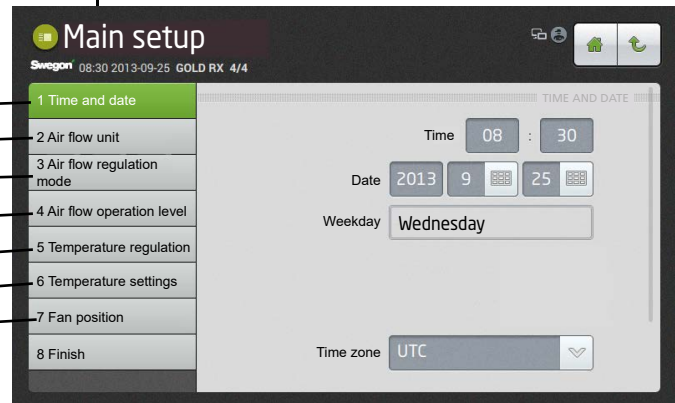 Main setup
Swegon 08:30 2013-09-25 GOLD RX 4/4
1 Time and date
2 Air flow unit
3 Air flow regulation
mode
4 Air flow operation level
5 Temperature regulation
6 Temperature settings
7 Fan position
8 Finish
TIME AND DATE
Time 08 : 30
Date 2013 9 25
Weekday Wednesday
Time zone UTC